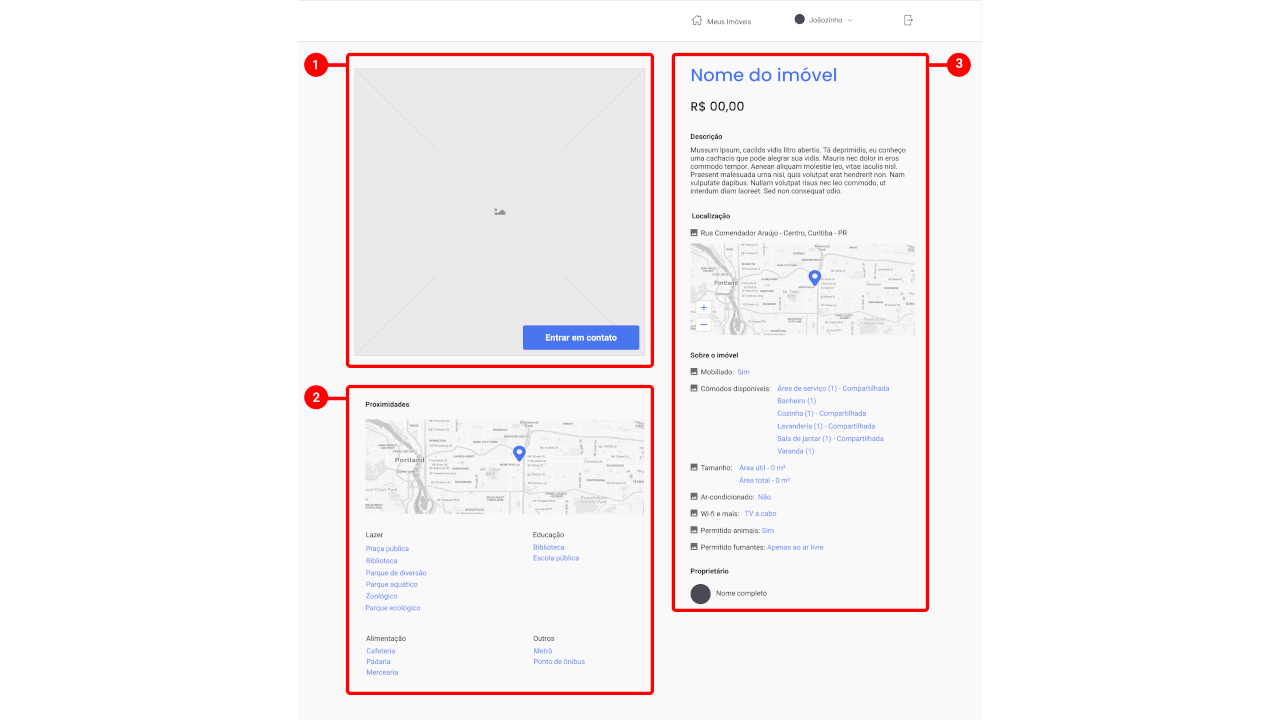 Meus Imóveis
Joãozinho
1
Entrar em contato
2
Proximidades
Portland
Lazer
Praça pública
Biblioteca
Parque de diversão
Parque aquático
Zoológico
Parque ecológico
Educação
Biblioteca
Escola pública
Alimentação
Cafeteria
Padaria
Mercearia
Outros
Metrô
Ponto de ônibus
3
Nome do imóvel
R$ 00,00
Descrição
Mussum Ipsum, cacilds vidis litro abertis. Tá deprimidis, eu conheço
uma cachacis que pode alegrar sua vidis. Mauris nec dolor in eros
commodo tempor. Aenean aliquam molestie leo, vitae iaculis nisl.
Praesent malesuada urna nisi, quis volutpat erat hendrerit non. Nam
vulputate dapibus. Nullam volutpat risus nec leo commodo, ut
interdum diam laoreet. Sed non consequat odio.
Localização
Rua Comendador Araújo - Centro, Curitiba - PR
Portland
+
−
Sobre o imóvel
Mobiliado: Sim
Cômodos disponíveis: Área de serviço (1) - Compartilhada
Banheiro (1)
Cozinha (1) - Compartilhada
Lavanderia (1) - Compartilhada
Sala de jantar (1) - Compartilhada
Varanda (1)
Tamanho: Área útil - 0 m²
Área total - 0 m²
Ar-condicionado: Não
Wi-fi e mais: TV a cabo
Permitido animais: Sim
Permitido fumantes: Apenas ao ar livre
Proprietário
Nome completo